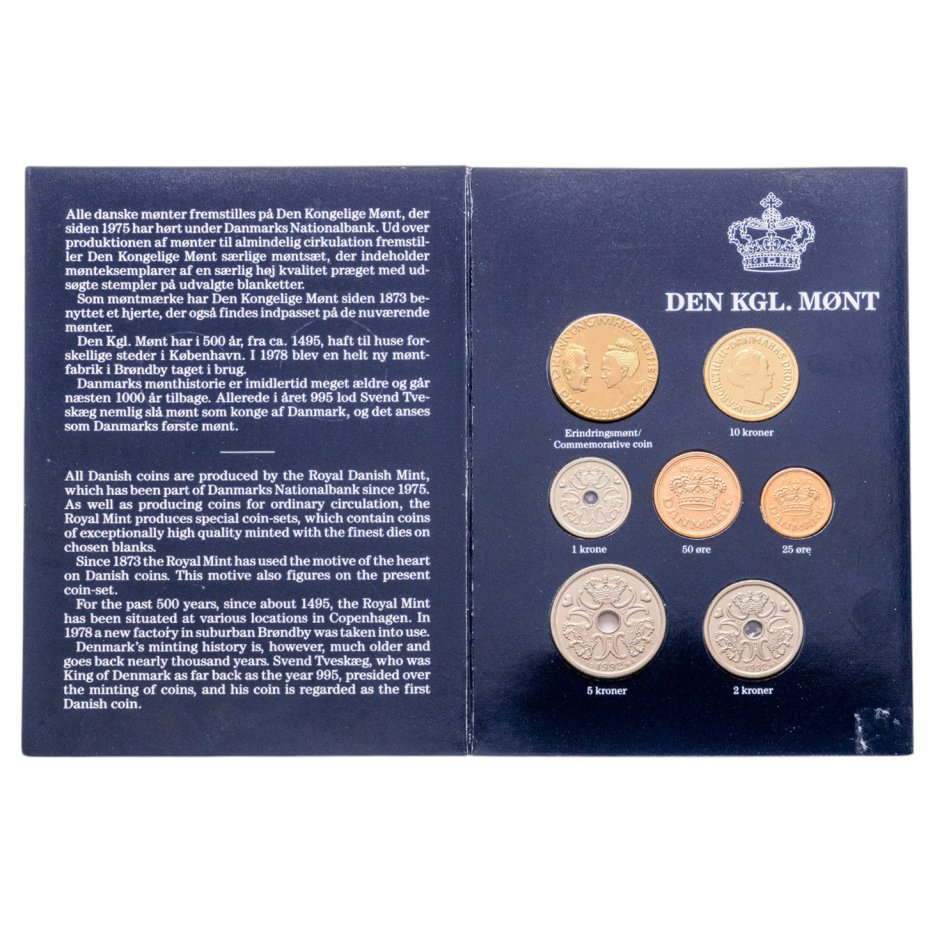 Alle danske mønter fremstilles på Den Kongelige Mønt, der
siden 1975 har hørt under Danmarks Nationalbank. Ud over
produktionen af mønter til almindelig cirkulation fremstil-
ler Den Kongelige Mønt særlige møntsæt, der indeholder
mønteksemplarer af en særlig høj kvalitet præget med ud-
søgte stempler på udvalgte blanketter.
Som møntmærke har Den Kongelige Mønt siden 1873 be-
nyttet et hjerte, der også findes indpasset på de nuværende
mønter.
Den Kgl. Mønt har i 500 år, fra ca. 1495, haft til huse for-
skellige steder i København. I 1978 blev en helt ny mønt-
fabrik i Brøndby taget i brug.
Danmarks mønthistorie er imidlertid meget ældre og går
næsten 1000 år tilbage. Allerede i året 995 lod Svend Tve-
skæg nemlig slå mønt som konge af Danmark, og det anses
som Danmarks første mønt.
All Danish coins are produced by the Royal Danish Mint,
which has been part of Danmarks Nationalbank since 1975.
As well as producing coins for ordinary circulation, the
Royal Mint produces special coin-sets, which contain coins
of exceptionally high quality minted with the finest dies on
chosen blanks.
Since 1873 the Royal Mint has used the motive of the heart
on Danish coins. This motive also figures on the present
coin-set.
For the past 500 years, since about 1495, the Royal Mint
has been situated at various locations in Copenhagen. In
1978 a new factory in suburban Brøndby was taken into use.
Denmark's minting history is, however, much older and
goes back nearly thousand years. Svend Tveskæg, who was
King of Denmark as far back as the year 995, presided over
the minting of coins, and his coin is regarded as the first
Danish coin.
DEN KGL. MØNT
Erindringsmønt/
Commemorative coin
10 kroner
1992
DANMARK
DANMARK
1 krone
50 øre
25 øre
1992
1992
5 kroner
2 kroner